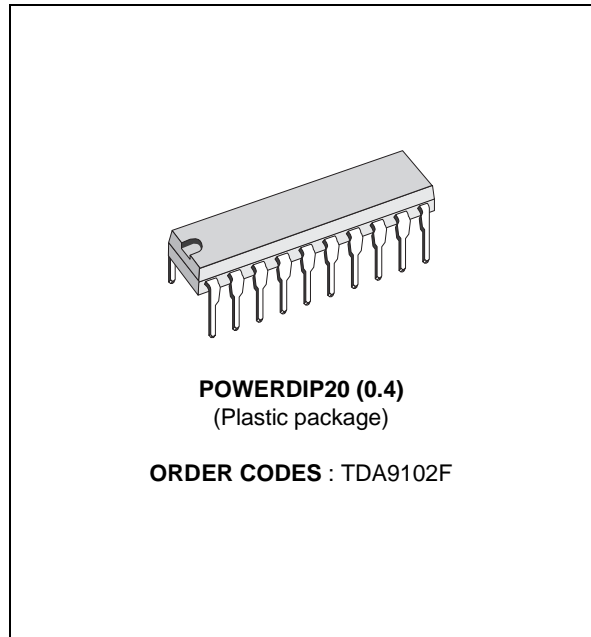 POWERDIP20 (0.4)
(Plastic package)
ORDER CODES : TDA9102F